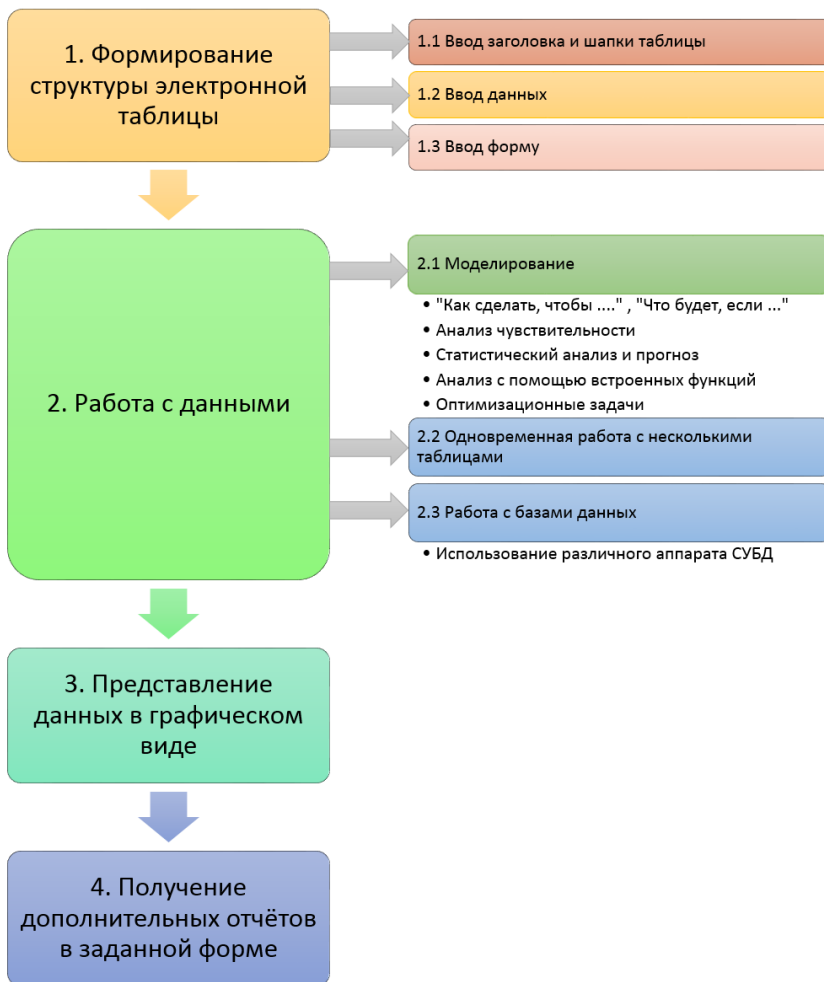 1. Формирование
структуры электронной
таблицы
1.1 Ввод заголовка и шапки таблицы
1.2 Ввод данных
1.3 Ввод форму
2. Работа с данными
2.1 Моделирование
• "Как сделать, чтобы ...." , "Что будет, если ..."
• Анализ чувствительности
• Статистический анализ и прогноз
• Анализ с помощью встроенных функций
• Оптимизационные задачи
2.2 Одновременная работа с несколькими
таблицами
2.3 Работа с базами данных
• Использование различного аппарата СУБД
3. Представление
данных в графическом
виде
4. Получение
дополнительных отчётов
в заданной форме